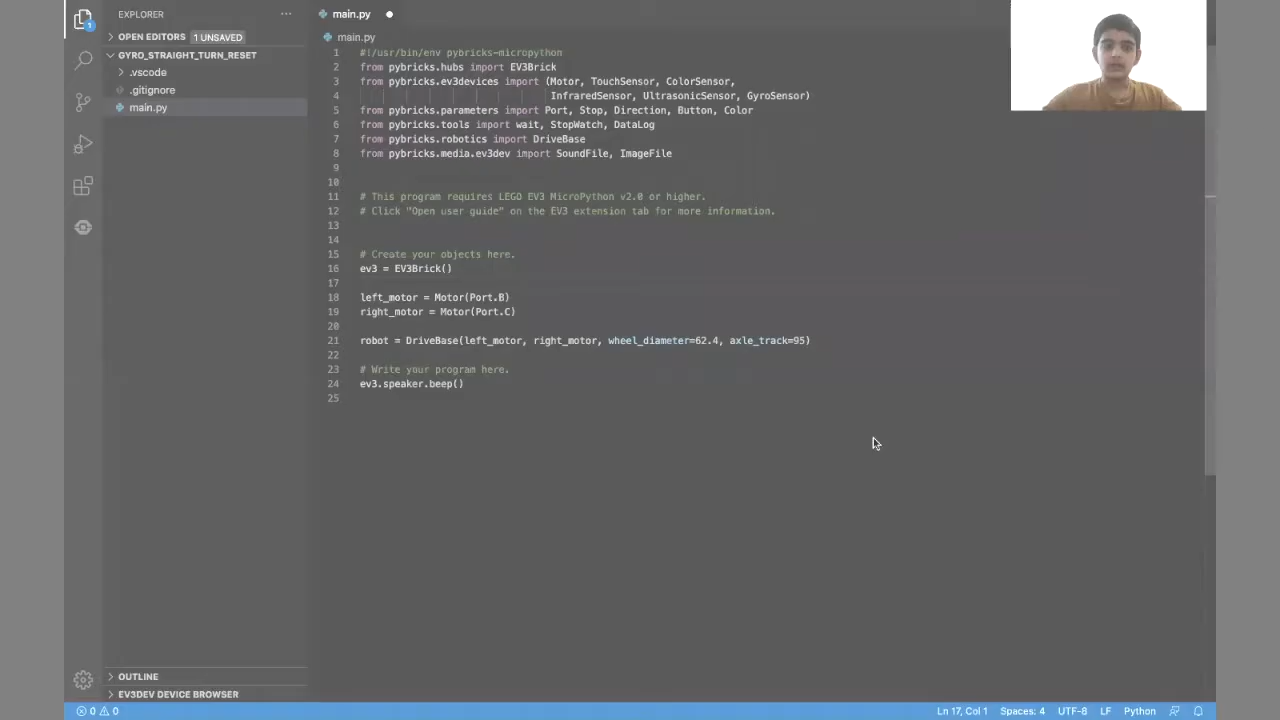 EXPLORER
OPEN EDITORS 1 UNSAVED
GYRO_STRAIGHT_TURN_RESET
.vscode
.gitignore
main.py
OUTLINE
EV3DEV DEVICE BROWSER
1
main.py
main.py
1 #!/usr/bin/env pybricks-micropython
2 from pybricks.hubs import EV3Brick
3 from pybricks.ev3devices import (Motor, TouchSensor, ColorSensor,
4 InfraredSensor, UltrasonicSensor, GyroSensor)
5 from pybricks.parameters import Port, Stop, Direction, Button, Color
6 from pybricks.tools import wait, StopWatch, DataLog
7 from pybricks.robotics import DriveBase
8 from pybricks.media.ev3dev import SoundFile, ImageFile
9
10
11 # This program requires LEGO EV3 MicroPython v2.0 or higher.
12 # Click "Open user guide" on the EV3 extension tab for more information.
13
14
15 # Create your objects here.
16 ev3 = EV3Brick()
17
18 left_motor = Motor(Port.B)
19 right_motor = Motor(Port.C)
20
21 robot = DriveBase(left_motor, right_motor, wheel_diameter=62.4, axle_track=95)
22
23 # Write your program here.
24 ev3.speaker.beep()
25
0 0 Ln 17, Col 1 Spaces: 4 UTF-8 LF Python